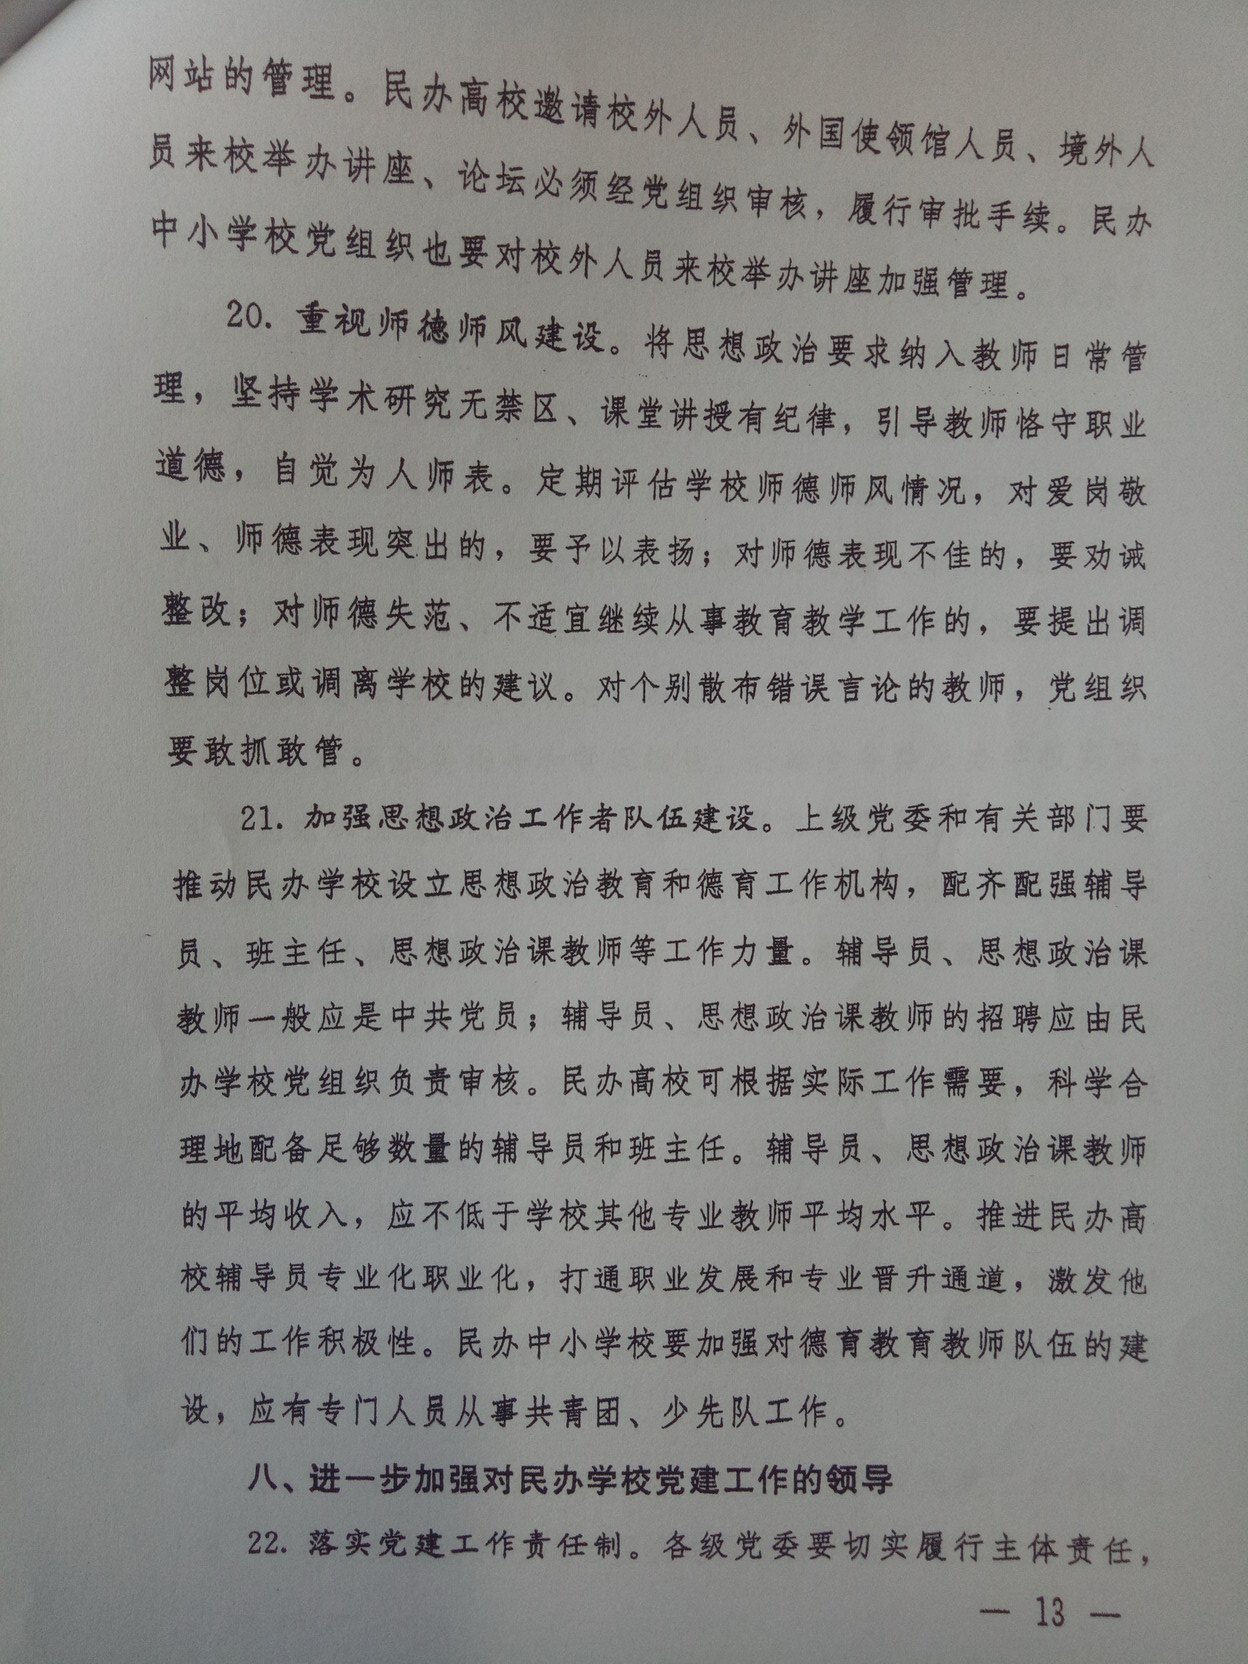 网站的管理。民办高校邀请校外人员、外国使领馆人员、境外人
员来校举办讲座、论坛必须经党组织审核，履行审批手续。民办
中小学校党组织也要对校外人员来校举办讲座加强管理。
20. 重视师德师风建设。将思想政治要求纳入教师日常管
理，坚持学术研究无禁区、课堂讲授有纪律，引导教师恪守职业
道德，自觉为人师表。定期评估学校师德师风情况，对爱岗敬
业、师德表现突出的，要予以表扬；对师德表现不佳的，要劝诫
整改；对师德失范、不适宜继续从事教育教学工作的，要提出调
整岗位或调离学校的建议。对个别散布错误言论的教师，党组织
要敢抓敢管。
21. 加强思想政治工作者队伍建设。上级党委和有关部门要
推动民办学校设立思想政治教育和德育工作机构，配齐配强辅导
员、班主任、思想政治课教师等工作力量。辅导员、思想政治课
教师一般应是中共党员；辅导员、思想政治课教师的招聘应由民
办学校党组织负责审核。民办高校可根据实际工作需要，科学合
理地配备足够数量的辅导员和班主任。辅导员、思想政治课教师
的平均收入，应不低于学校其他专业教师平均水平。推进民办高
校辅导员专业化职业化，打通职业发展和专业晋升通道，激发他
们的工作积极性。民办中小学校要加强对德育教育教师队伍的建
设，应有专门人员从事共青团、少先队工作。
八、进一步加强对民办学校党建工作的领导
22. 落实党建工作责任制。各级党委要切实履行主体责任，
— 13 —